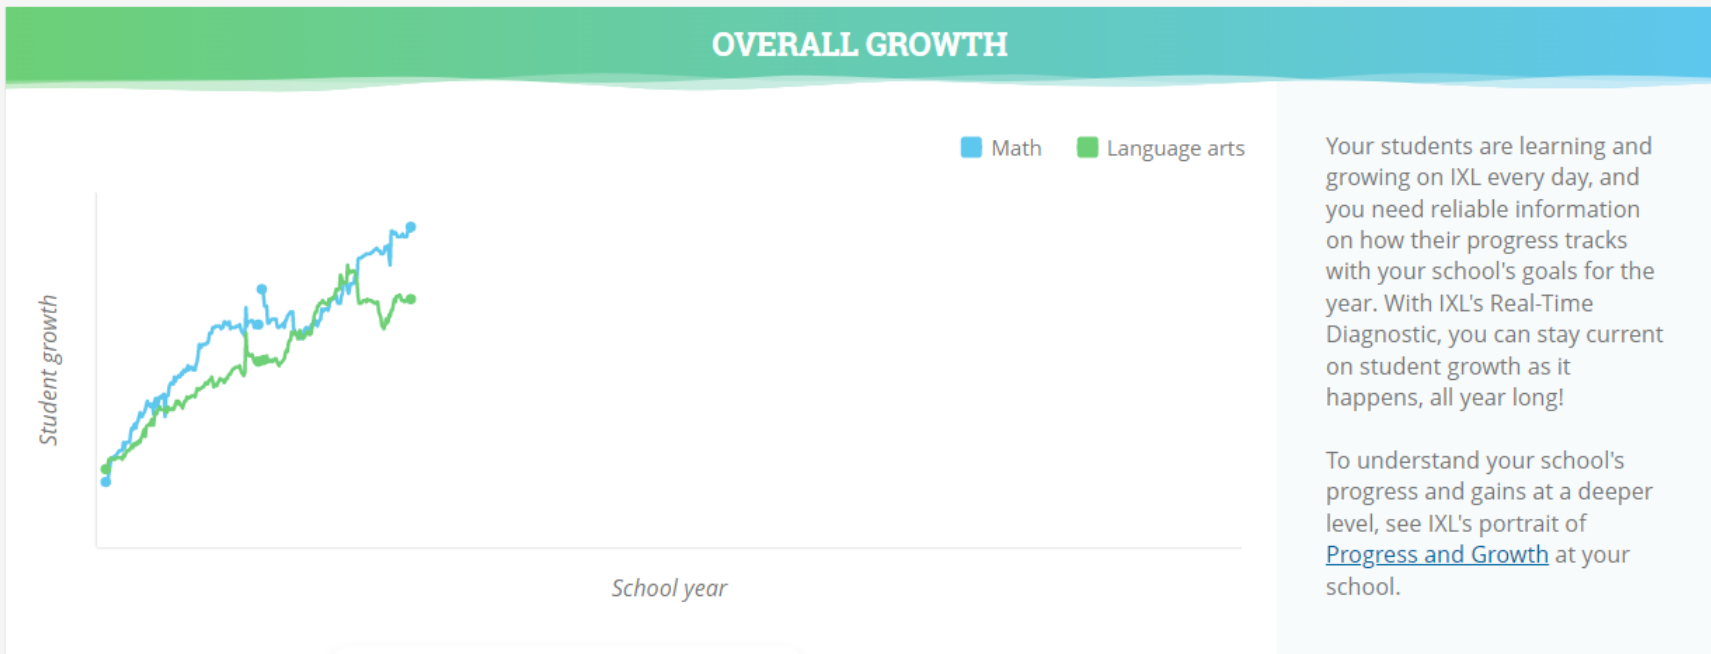 OVERALL GROWTH
Math
Language arts
Student growth
School year
Your students are learning and
growing on IXL every day, and
you need reliable information
on how their progress tracks
with your school's goals for the
year. With IXL's Real-Time
Diagnostic, you can stay current
on student growth as it
happens, all year long!
To understand your school's
progress and gains at a deeper
level, see IXL's portrait of
Progress and Growth at your
school.